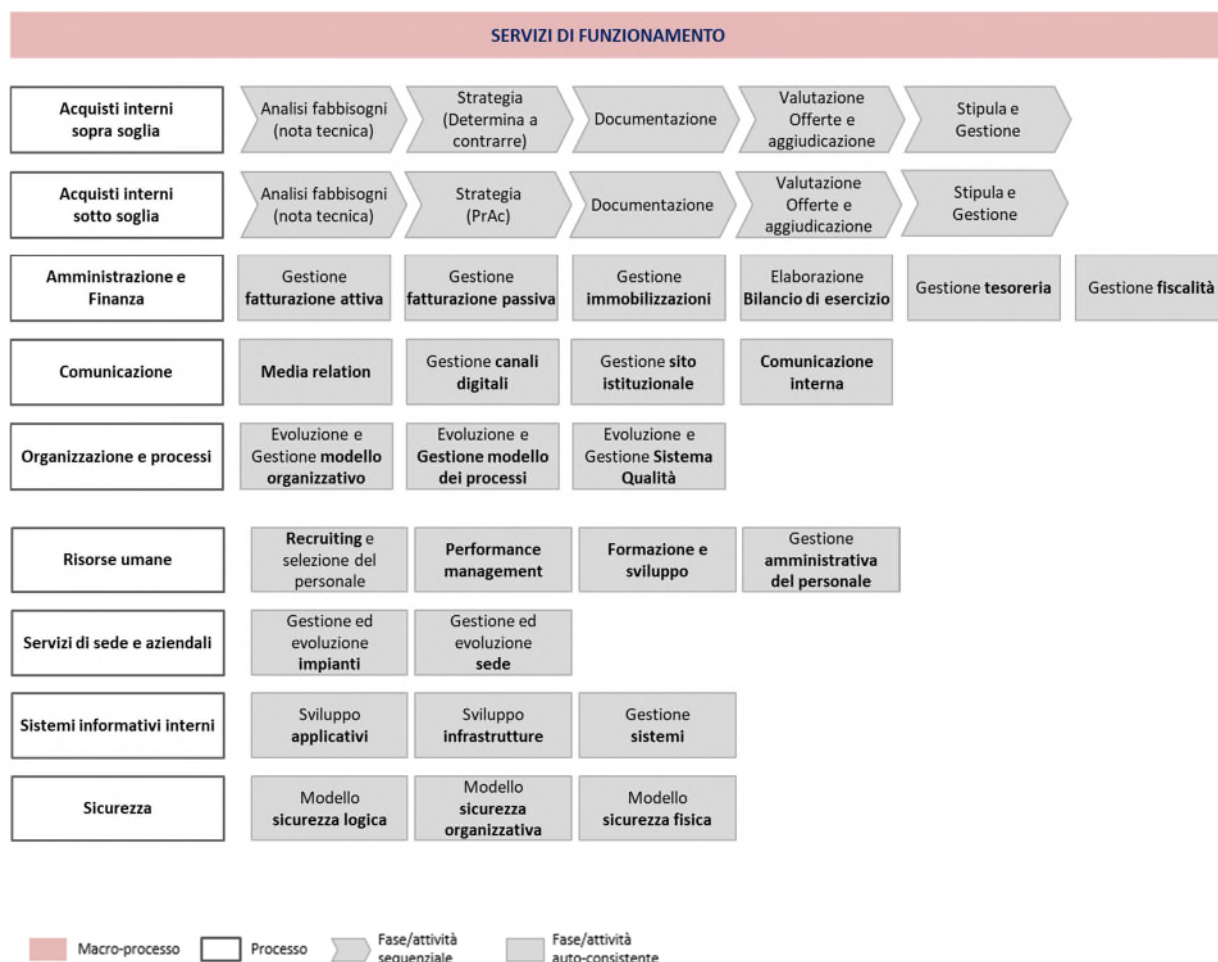 SERVIZI DI FUNZIONAMENTO
Acquisti interni
sopra soglia
Analisi fabbisogni
(nota tecnica)
Strategia
(Determina a
contrarre)
Documentazione
Valutazione
Offerte e
aggiudicazione
Stipula e
Gestione
Acquisti interni
sotto soglia
Analisi fabbisogni
(nota tecnica)
Strategia
(PrAc)
Documentazione
Valutazione
Offerte e
aggiudicazione
Stipula e
Gestione
Amministrazione e
Finanza
Gestione
fatturazione attiva
Gestione
fatturazione passiva
Gestione
immobilizzazioni
Elaborazione
Bilancio di esercizio
Gestione tesoreria
Gestione fiscalità
Comunicazione
Media relation
Gestione canali
digitali
Gestione sito
istituzionale
Comunicazione
interna
Organizzazione e processi
Evoluzione e
Gestione modello
organizzativo
Evoluzione e
Gestione modello
dei processi
Evoluzione e
Gestione Sistema
Qualità
Risorse umane
Recruiting e
selezione del
personale
Performance
management
Formazione e
sviluppo
Gestione
amministrativa
del personale
Servizi di sede e aziendali
Gestione ed
evoluzione
impianti
Gestione ed
evoluzione
sede
Sistemi informativi interni
Sviluppo
applicativi
Sviluppo
infrastrutture
Gestione
sistemi
Sicurezza
Modello
sicurezza logica
Modello
sicurezza
organizzativa
Modello
sicurezza fisica
Macro-processo
Processo
Fase/attività
sequenziale
Fase/attività
auto-consistente